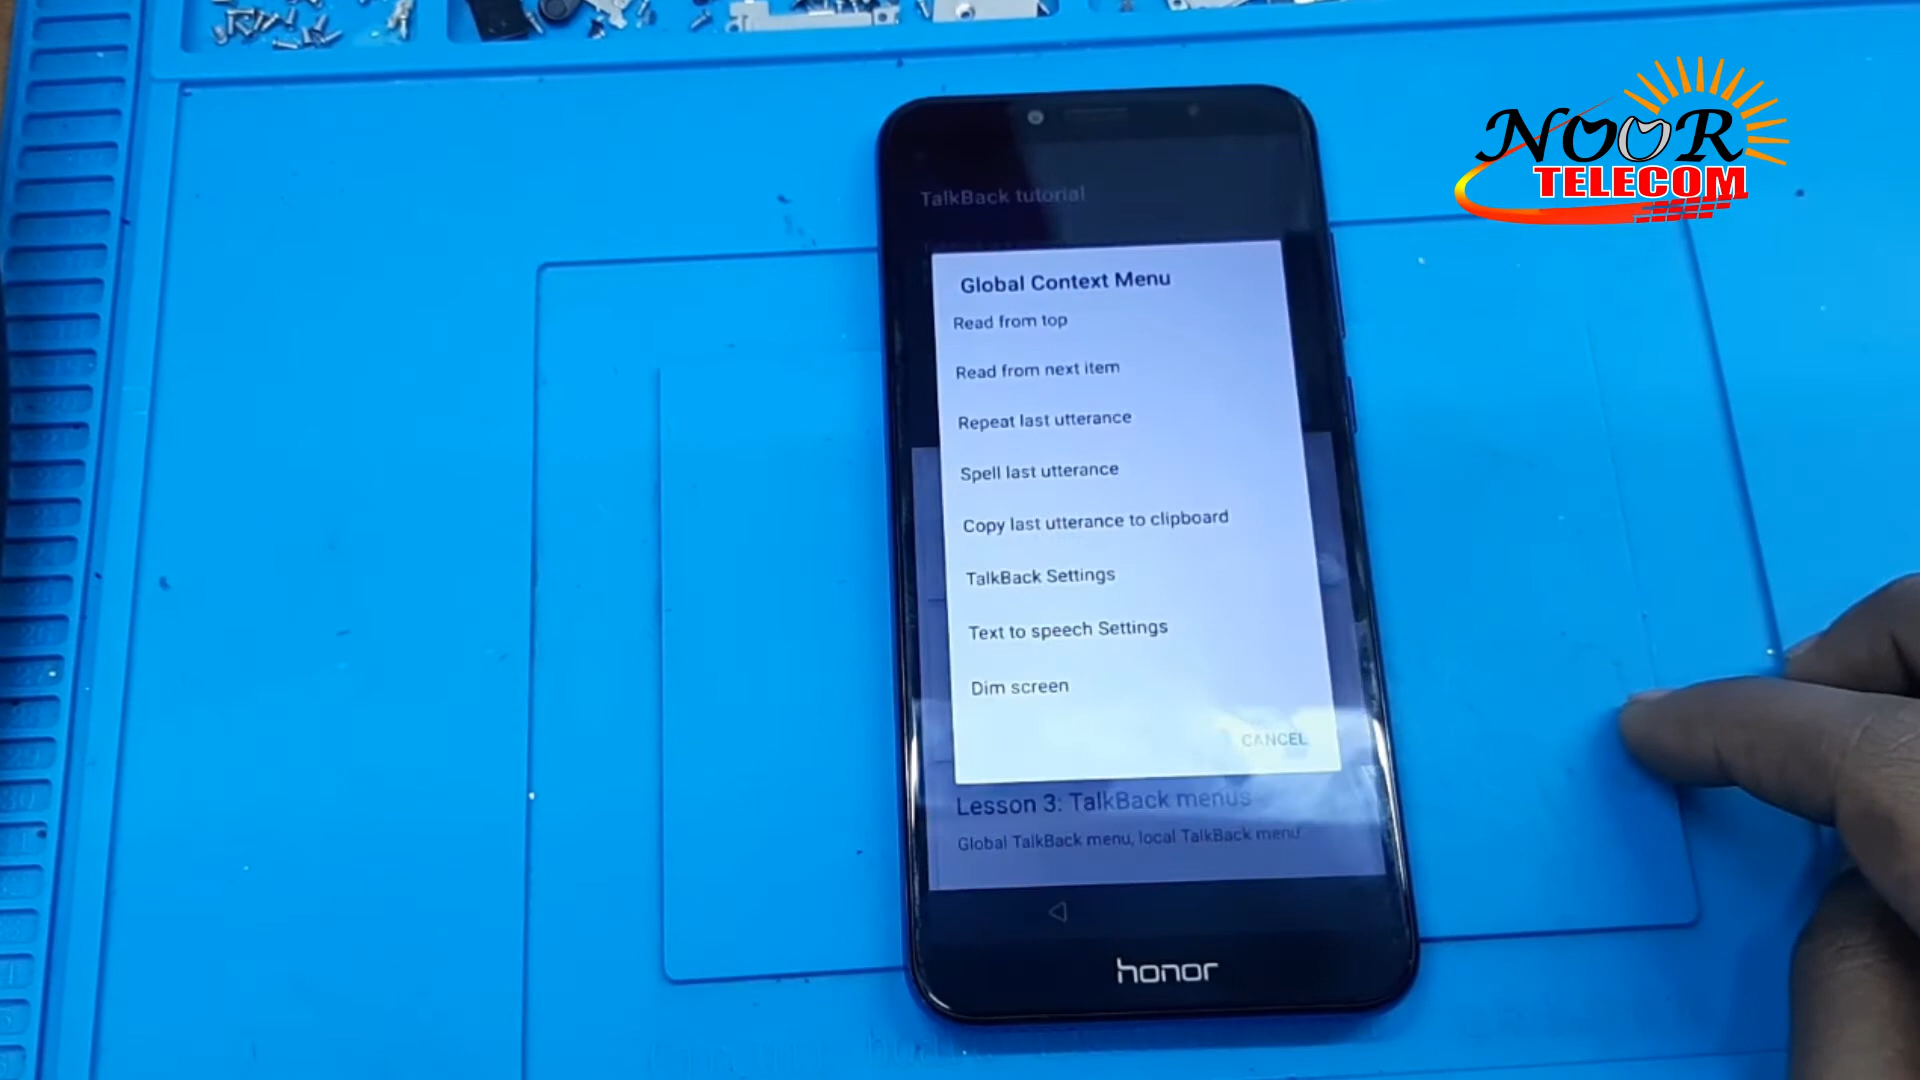 NOOR
TELECOM
TalkBack tutorial
Global Context Menu
Read from top
Read from next item
Repeat last utterance
Spell last utterance
Copy last utterance to clipboard
TalkBack Settings
Text to speech Settings
Dim screen
CANCEL
Lesson 3: TalkBack menus
Global TalkBack menu, local TalkBack menu
honor